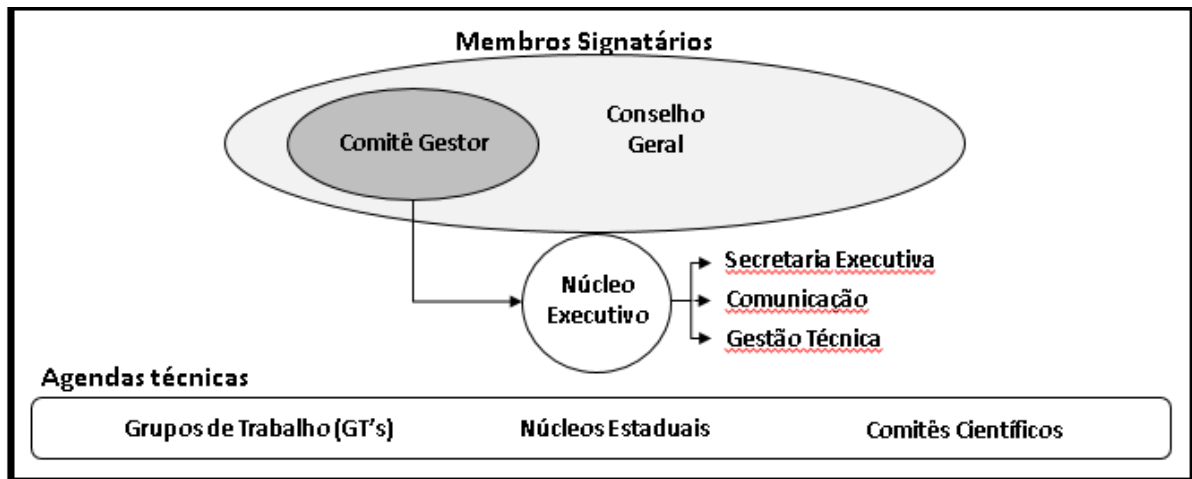 Membros Signatários
Conselho
Geral
Comitê Gestor
Núcleo
Executivo
Secretaria Executiva
Comunicação
Gestão Técnica
Agendas técnicas
Grupos de Trabalho (GT's)
Núcleos Estaduais
Comitês Científicos